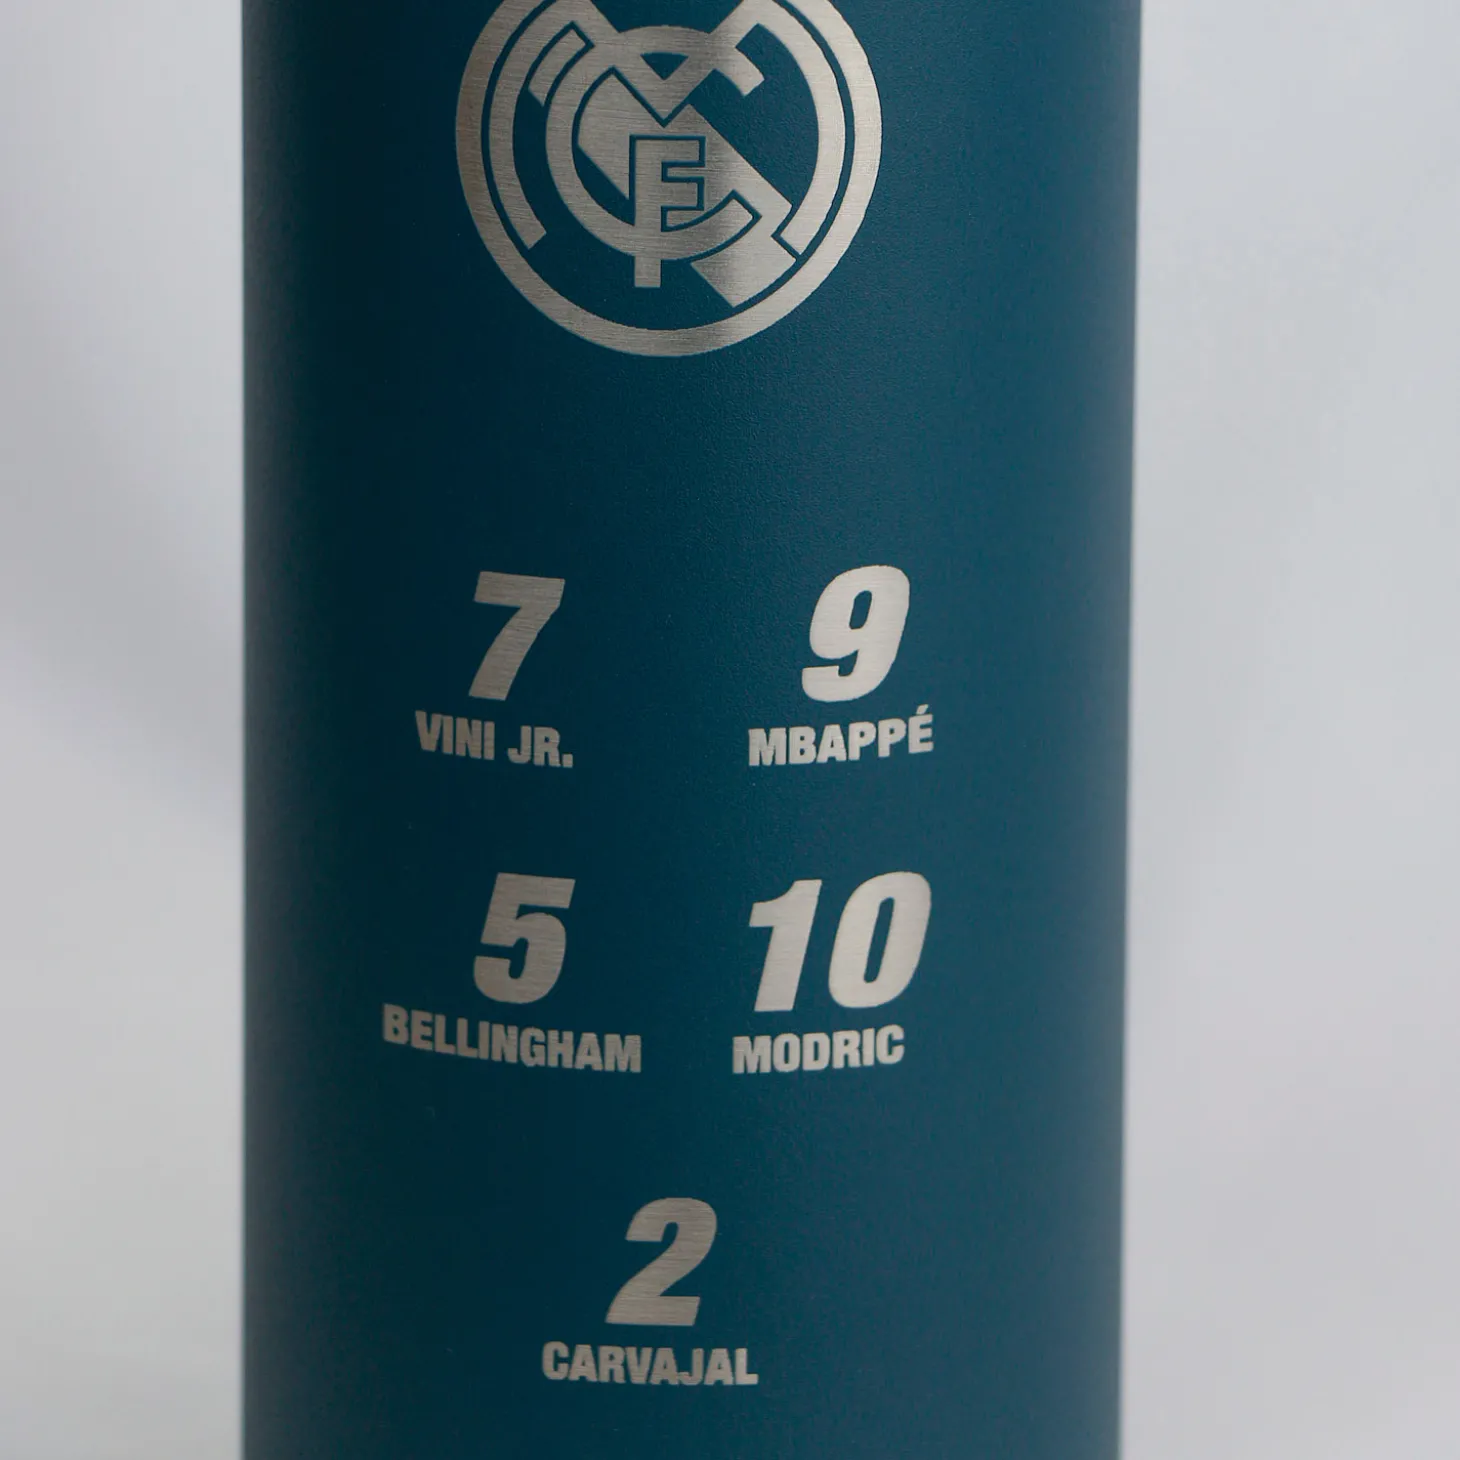 7 9
VINI JR. MBAPPÉ
5 10
BELLINGHAM MODRIC
2
CARVAJAL